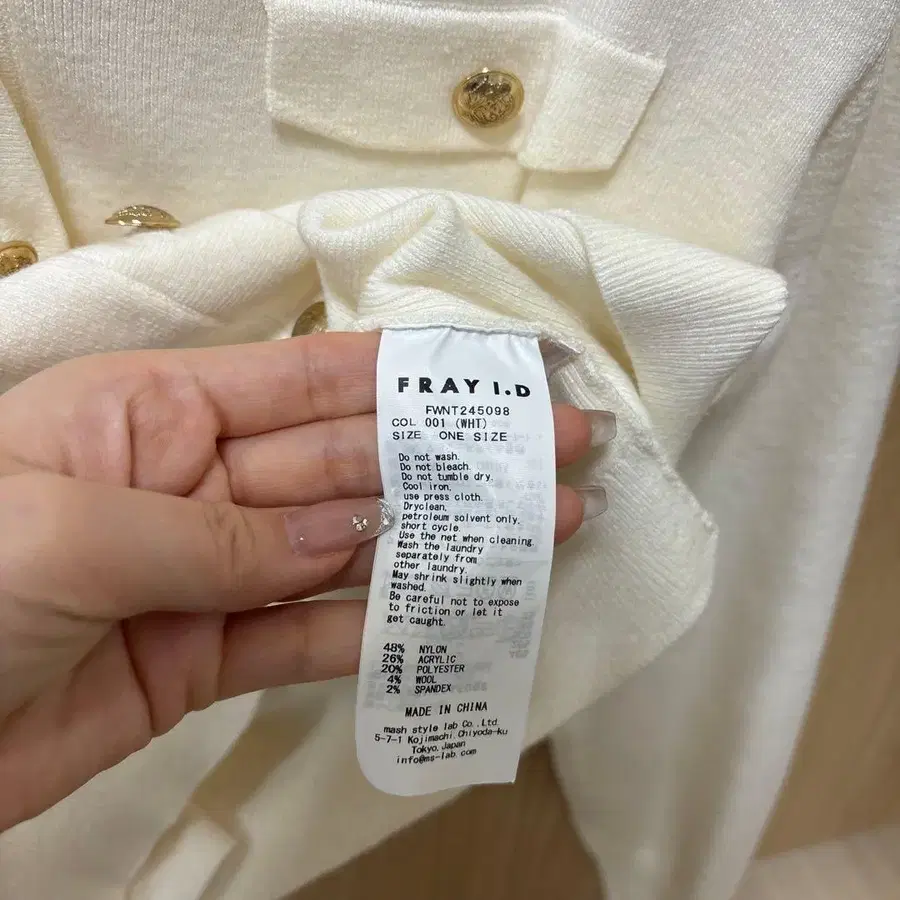 FRAY I.D
FWNT245098
COL 001 (WHT)
SIZE ONE SIZE
Do not wash.
Do not bleach.
Do not tumble dry.
Cool iron.
use press cloth.
Dryclean,
petroleum solvent only,
short cycle.
Use the net when cleaning.
Wash the laundry
separately from
other laundry.
May shrink slightly when
washed.
Be careful not to expose
to friction or let it
get caught.
48% NYLON
26% ACRYLIC
20% POLYESTER
4% WOOL
2% SPANDEX
MADE IN CHINA
mash style lab Co.,Ltd.
5-7-1 Kojimachi,Chiyoda-ku
Tokyo,Japan
info@ms-lab.com